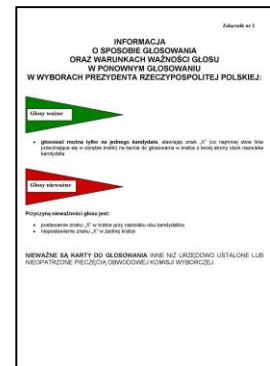 Załącznik nr 2
INFORMACJA
O SPOSOBIE GŁOSOWANIA
ORAZ WARUNKACH WAŻNOŚCI GŁOSU
W PONOWNYM GŁOSOWANIU
W WYBORACH PREZYDENTA RZECZYPOSPOLITEJ POLSKIEJ:
Głosy ważne
• głosować można tylko na jednego kandydata, stawiając znak „X” (co najmniej dwie linie
przecinające się w obrębie kratki) na karcie do głosowania w kratce z lewej strony obok nazwiska
kandydata
Głosy nieważne
Przyczyną nieważności głosu jest:
• postawienie znaku „X” w kratce przy nazwisku obu kandydatów
• niepostawienie znaku „X” w żadnej kratce
NIEWAŻNE SĄ KARTY DO GŁOSOWANIA INNE NIŻ URZĘDOWO USTALONE LUB
NIEOPATRZONE PIECZĘCIĄ OBWODOWEJ KOMISJI WYBORCZEJ